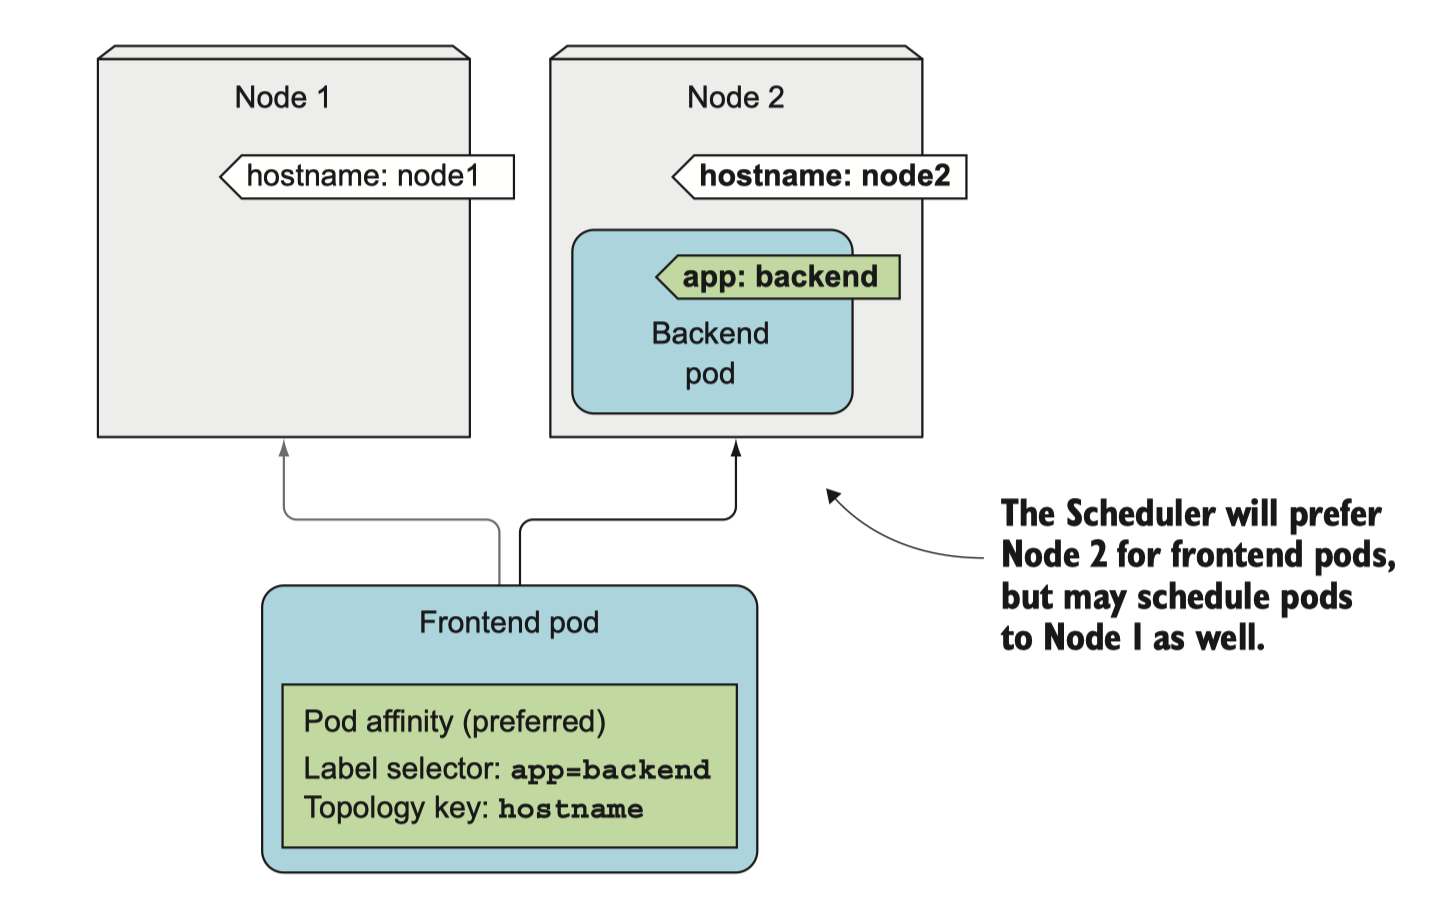 Node 1
hostname: node1
Node 2
hostname: node2
app: backend
Backend
pod
The Scheduler will prefer
Node 2 for frontend pods,
but may schedule pods
to Node 1 as well.
Frontend pod
Pod affinity (preferred)
Label selector: app=backend
Topology key: hostname